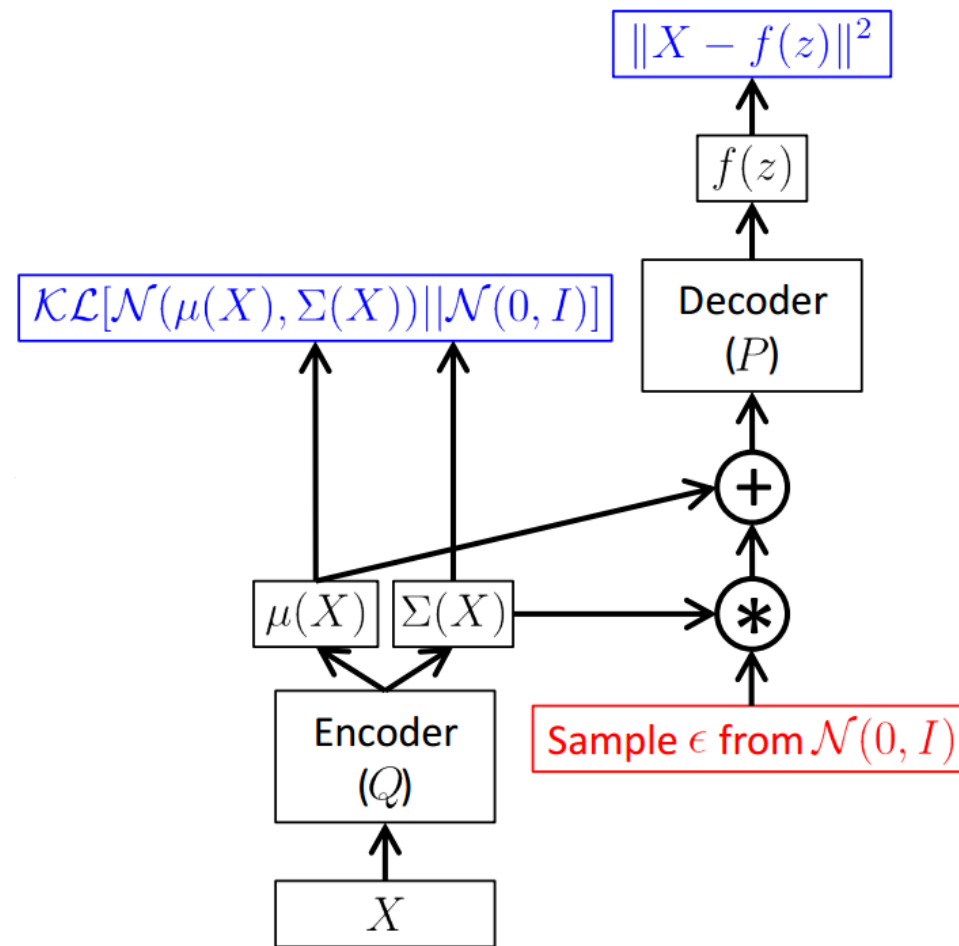 ‖X − f(z)‖²
f(z)
𝒦ℒ[𝒩(μ(X), Σ(X))||𝒩(0, I)]
Decoder
(P)
+
μ(X)
Σ(X)
*
Encoder
(Q)
Sample ϵ from 𝒩(0, I)
X